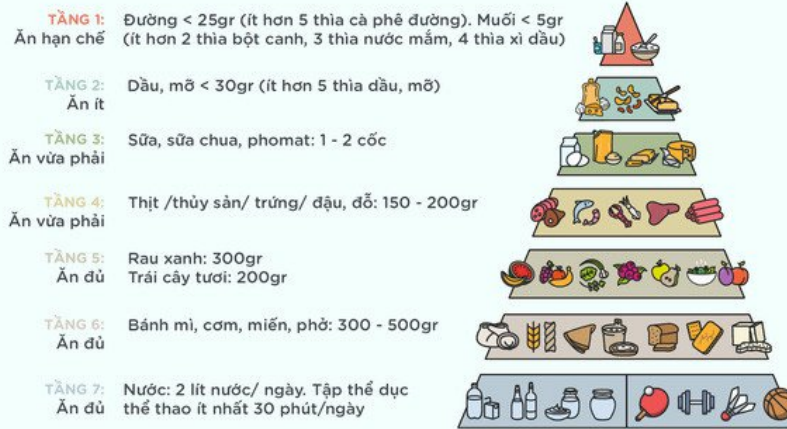 TẦNG 1: Đường < 25gr (ít hơn 5 thìa cà phê đường). Muối < 5gr
Ăn hạn chế (ít hơn 2 thìa bột canh, 3 thìa nước mắm, 4 thìa xì dầu)
TẦNG 2: Dầu, mỡ < 30gr (ít hơn 5 thìa dầu, mỡ)
Ăn ít
TẦNG 3: Sữa, sữa chua, phomat: 1 - 2 cốc
Ăn vừa phải
TẦNG 4: Thịt /thủy sản/ trứng/ đậu, đỗ: 150 - 200gr
Ăn vừa phải
TẦNG 5: Rau xanh: 300gr
Ăn đủ Trái cây tươi: 200gr
TẦNG 6: Bánh mì, cơm, miến, phở: 300 - 500gr
Ăn đủ
TẦNG 7: Nước: 2 lít nước/ ngày. Tập thể dục
Ăn đủ thể thao ít nhất 30 phút/ngày